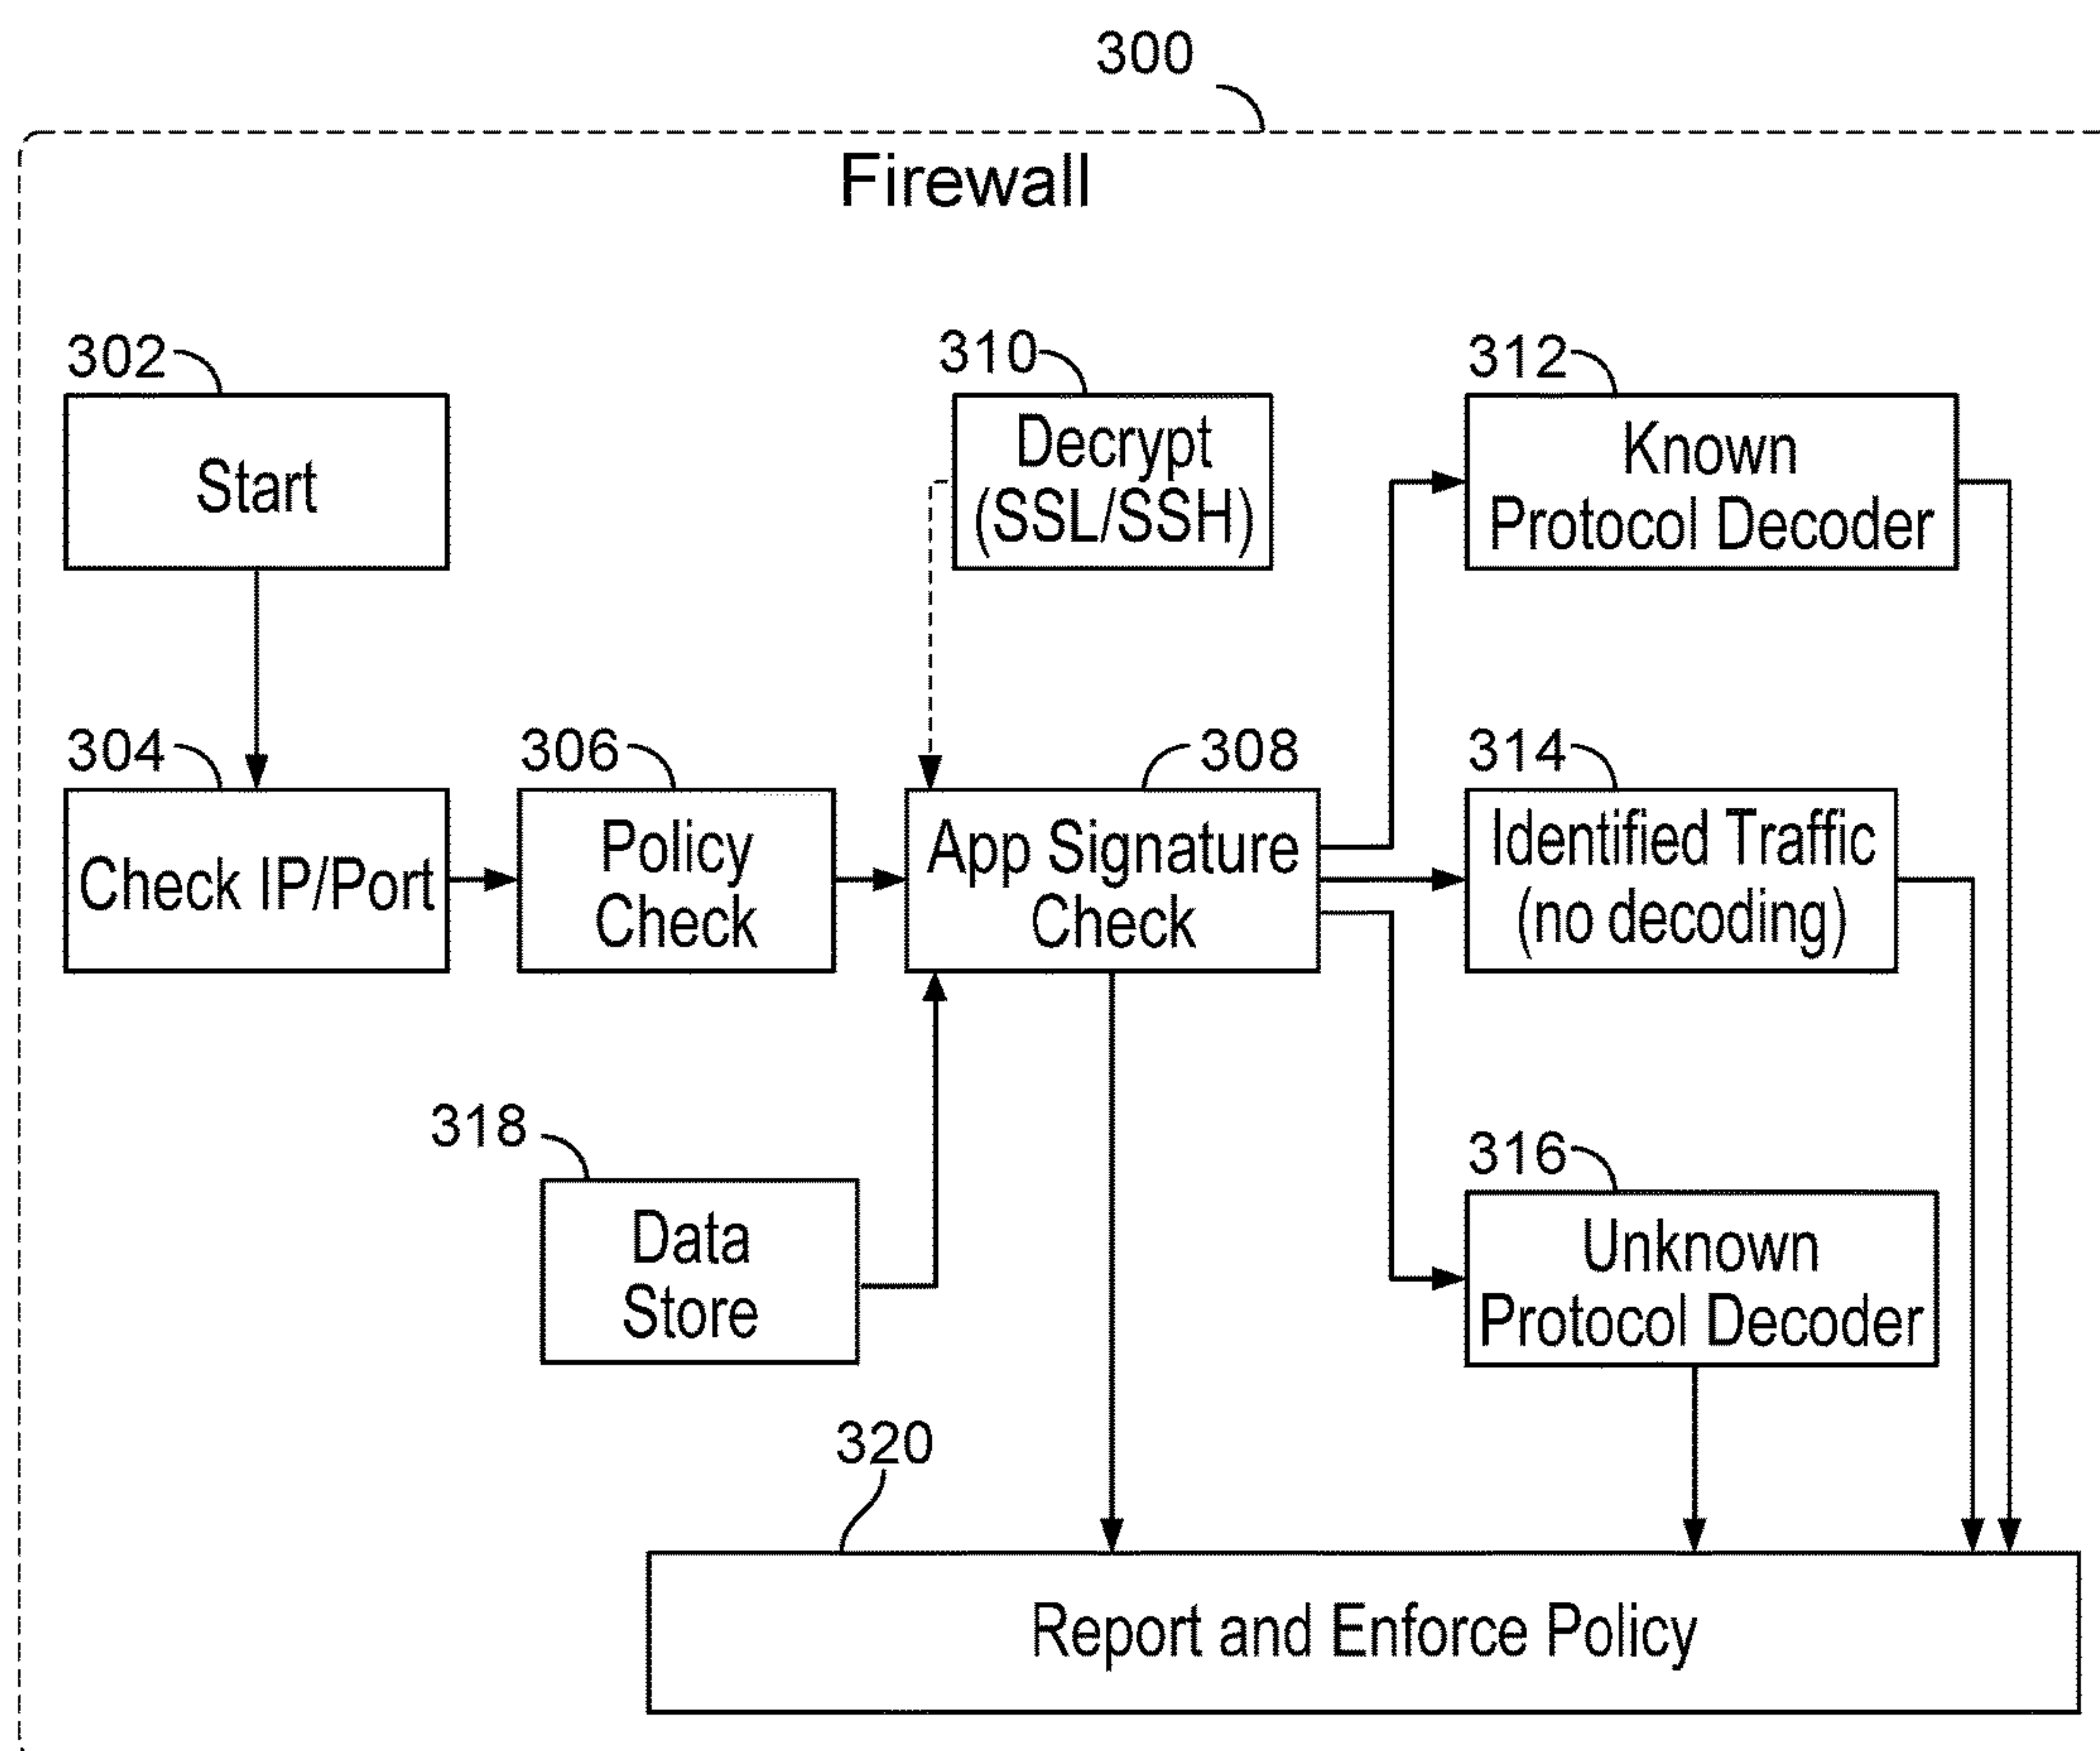 300
Firewall
302
Start
310
Decrypt
(SSL/SSH)
312
Known
Protocol Decoder
304
Check IP/Port
306
Policy
Check
308
App Signature
Check
314
Identified Traffic
(no decoding)
318
Data
Store
316
Unknown
Protocol Decoder
320
Report and Enforce Policy